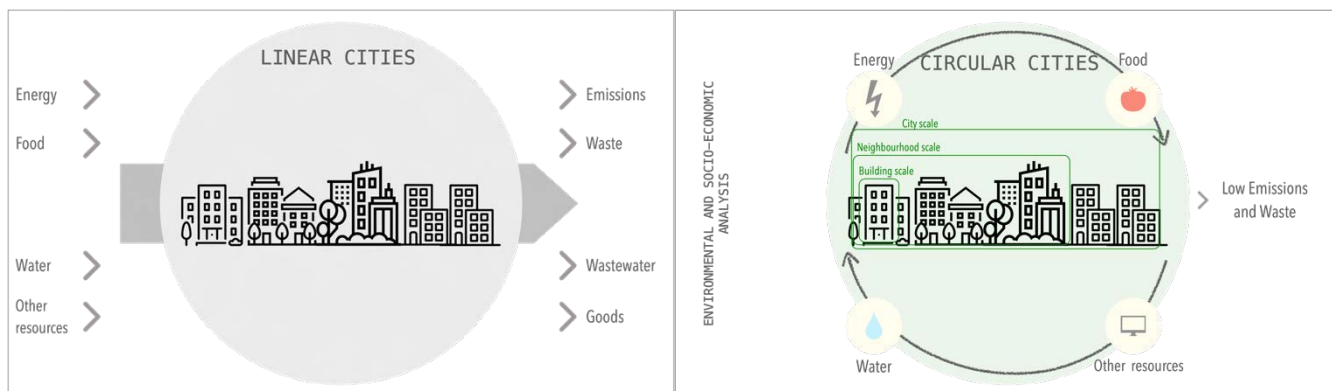 LINEAR CITIES
Energy
Food
Water
Other
resources
Emissions
Waste
Wastewater
Goods
ENVIRONMENTAL AND SOCIO-ECONOMIC
ANALYSIS
CIRCULAR CITIES
Energy
Food
City scale
Neighbourhood scale
Building scale
Low Emissions
and Waste
Water
Other resources